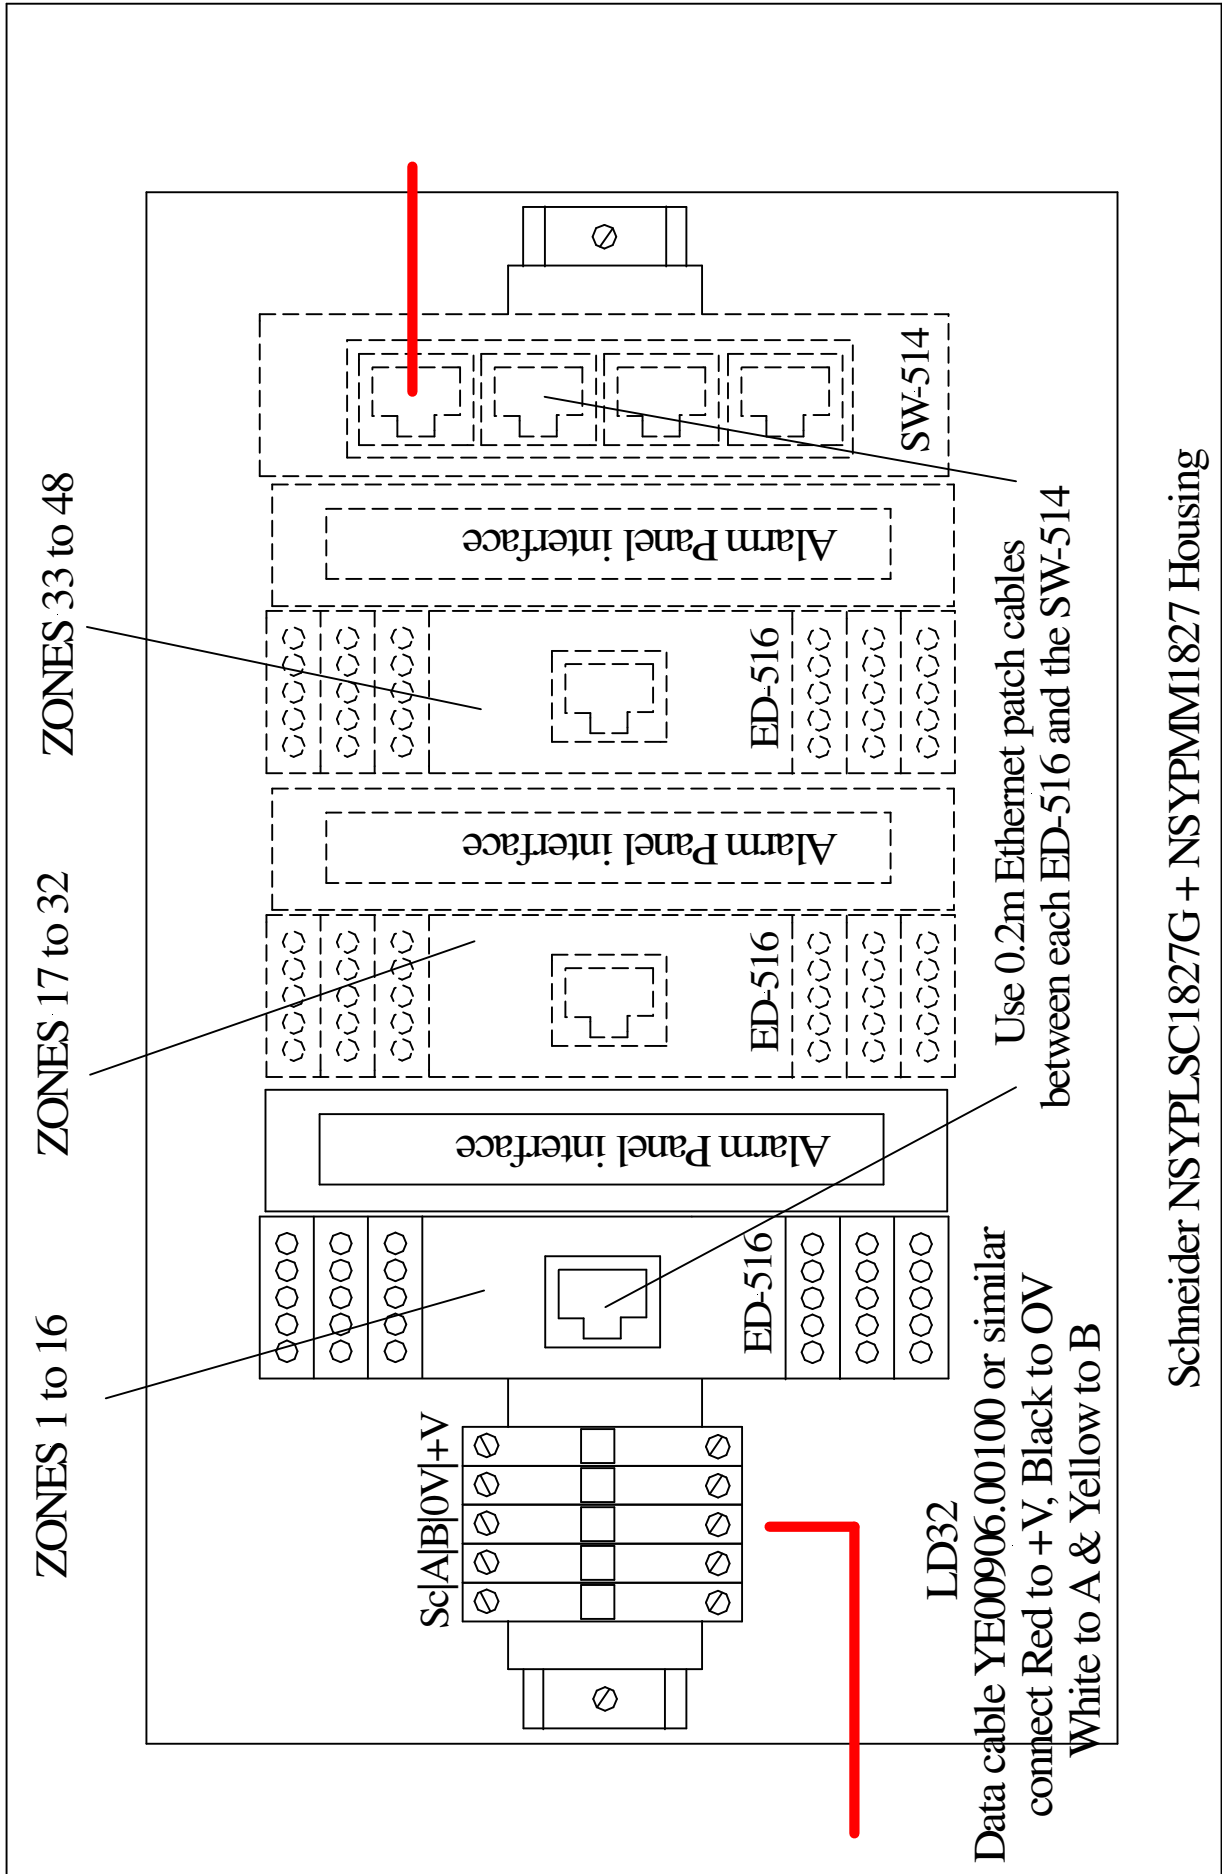 ZONES 1 to 16
ZONES 17 to 32
ZONES 33 to 48
Sc|A|B|0V|+V
Alarm Panel interface
Alarm Panel interface
Alarm Panel interface
ED-516
ED-516
ED-516
SW-514
LD32
Data cable YE00906.00100 or similar
connect Red to +V, Black to OV
White to A & Yellow to B
Use 0.2m Ethernet patch cables
between each ED-516 and the SW-514
Schneider NSYPLSC1827G + NSYPMM1827 Housing